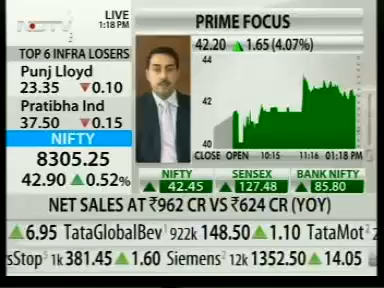 NDTV
LIVE
1:18 PM
PRIME FOCUS
TOP 6 INFRA LOSERS
Punj Lloyd
23.35 ▼0.10
Pratibha Ind
37.50 ▼0.15
NIFTY
8305.25
42.90 ▲0.52%
42.20 ▲ 1.65 (4.07%)
44
42
40
CLOSE OPEN 10:15 11:16 01:18 PM
NIFTY
▲ 42.45
SENSEX
▲ 127.48
BANK NIFTY
▲ 85.80
NET SALES AT ₹962 CR VS ₹624 CR (YOY)
▲6.95 TataGlobalBev 922k 148.50▲1.10 TataMot
sStop 1k 381.45▲1.60 Siemens 12k 1352.50▲14.05